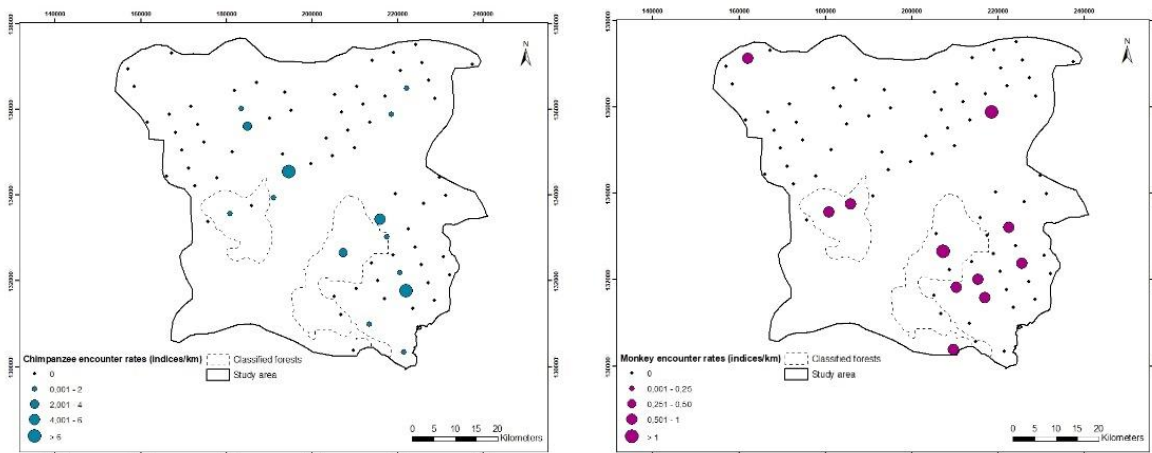 140000 160000 180000 200000 220000 240000
N
Chimpanzee encounter rates (indices/km)
0
0,001 - 2
2,001 - 4
4,001 - 6
> 6
Classified forests
Study area
0 5 10 15 20
Kilometers
140000 160000 180000 200000 220000 240000
N
Monkey encounter rates (indices/km)
0
0,001 - 0,25
0,251 - 0,50
0,501 - 1
> 1
Classified forests
Study area
0 5 10 15 20
Kilometers